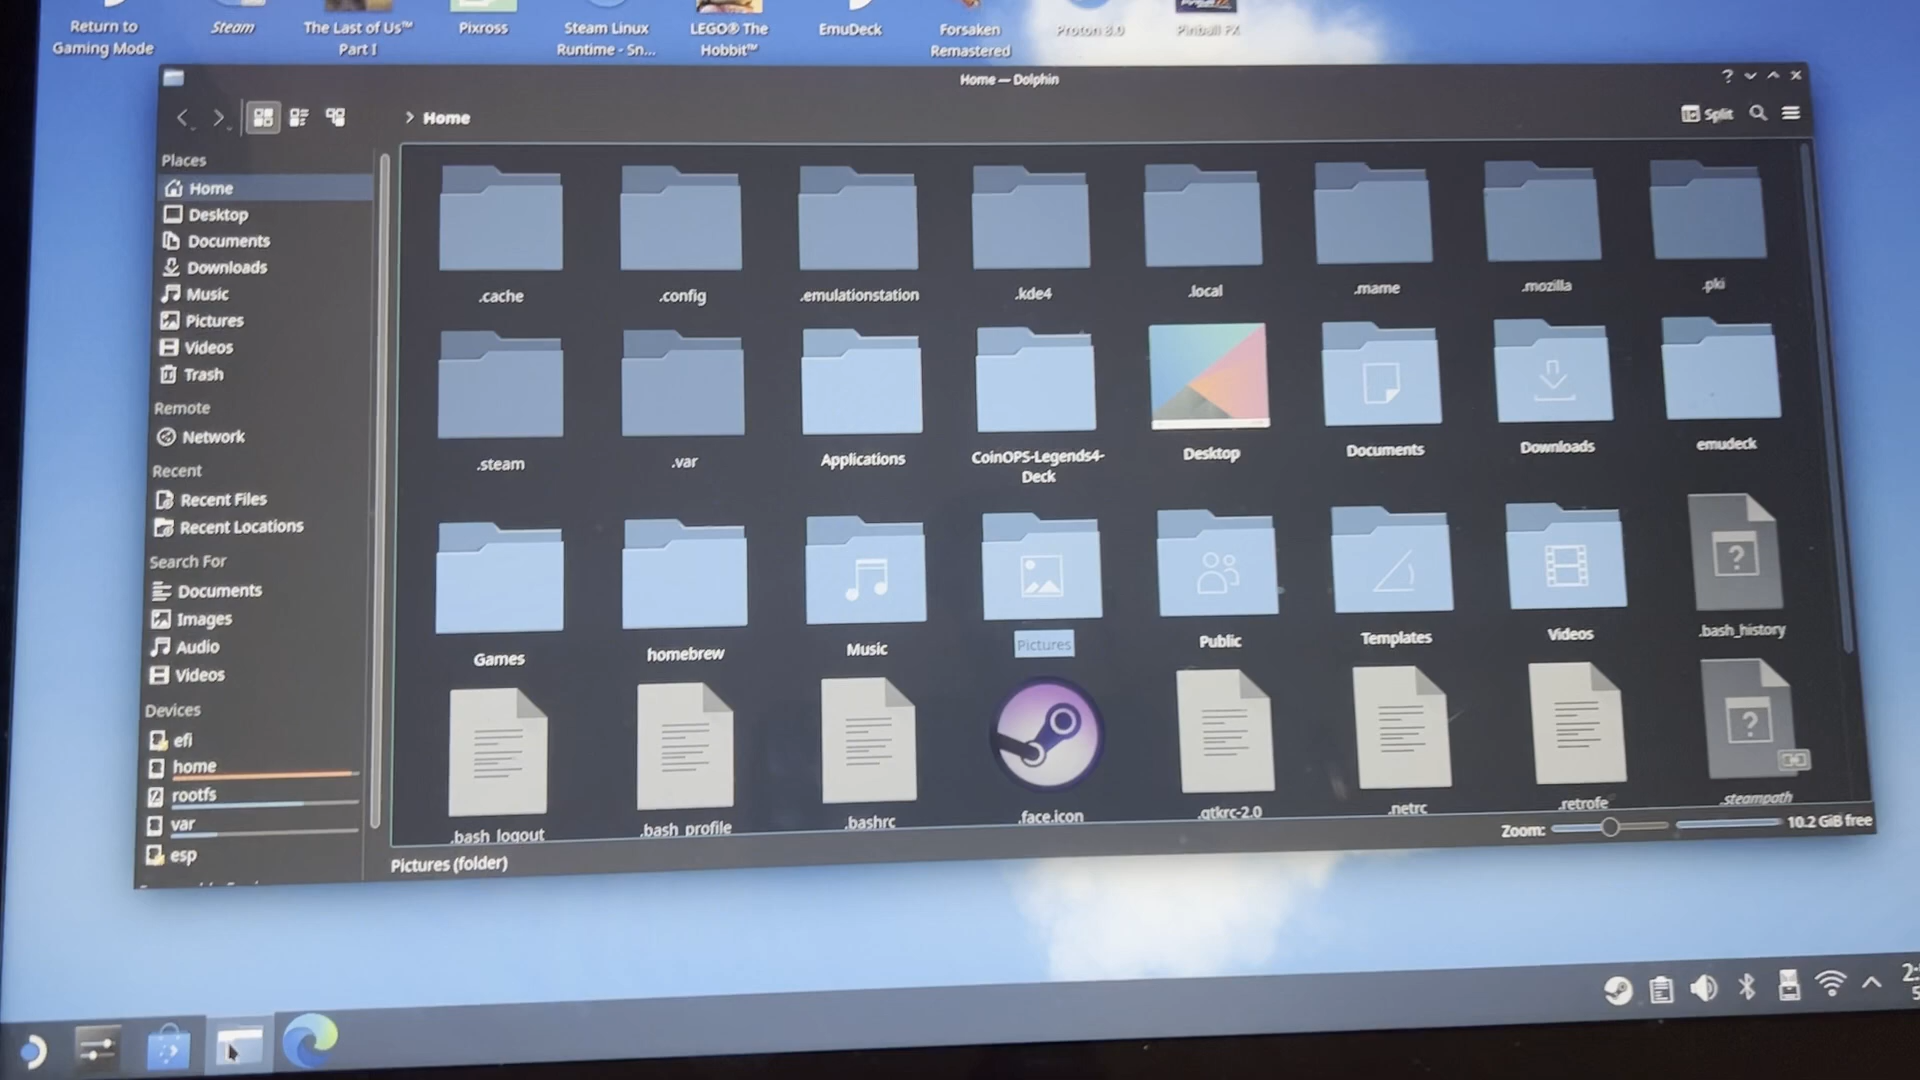 Return to
Gaming Mode
Steam
The Last of Us™
Part I
Pixross
Steam Linux
Runtime - Sn...
LEGO® The
Hobbit™
EmuDeck
Forsaken
Remastered
Proton 8.0
Pinball FX
Home — Dolphin
Home
Split
Places
Home
Desktop
Documents
Downloads
Music
Pictures
Videos
Trash
Remote
Network
Recent
Recent Files
Recent Locations
Search For
Documents
Images
Audio
Videos
Devices
efi
home
rootfs
var
esp
.cache
.config
.emulationstation
.kde4
.local
.mame
.mozilla
.pki
.steam
.var
Applications
CoinOPS-Legends4-
Deck
Desktop
Documents
Downloads
emudeck
Games
homebrew
Music
Pictures
Public
Templates
Videos
.bash_history
.bash_logout
.bash_profile
.bashrc
.face.icon
.gtkrc-2.0
.netrc
.retrofe
.steampath
Pictures (folder)
Zoom:
10.2 GiB free